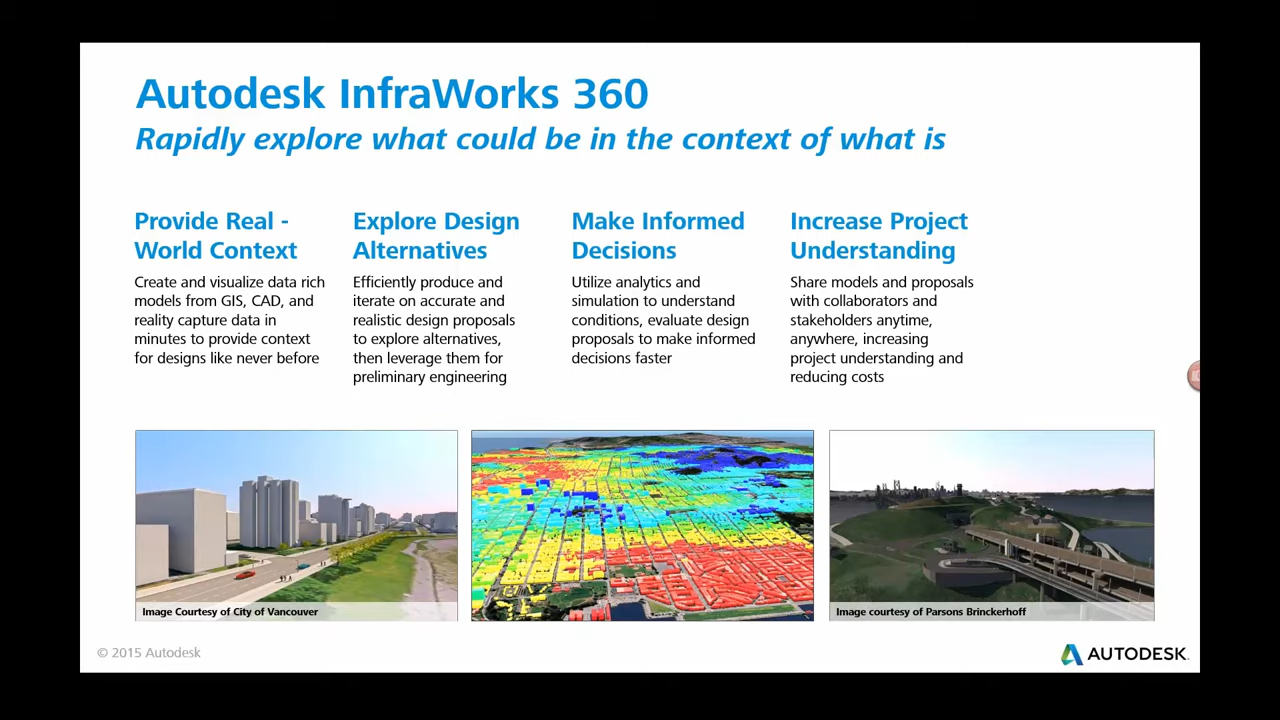 Autodesk InfraWorks 360
Rapidly explore what could be in the context of what is
Provide Real -
World Context
Create and visualize data rich
models from GIS, CAD, and
reality capture data in
minutes to provide context
for designs like never before
Explore Design
Alternatives
Efficiently produce and
iterate on accurate and
realistic design proposals
to explore alternatives,
then leverage them for
preliminary engineering
Make Informed
Decisions
Utilize analytics and
simulation to understand
conditions, evaluate design
proposals to make informed
decisions faster
Increase Project
Understanding
Share models and proposals
with collaborators and
stakeholders anytime,
anywhere, increasing
project understanding and
reducing costs
Image Courtesy of City of Vancouver
Image courtesy of Parsons Brinckerhoff
© 2015 Autodesk
AUTODESK.